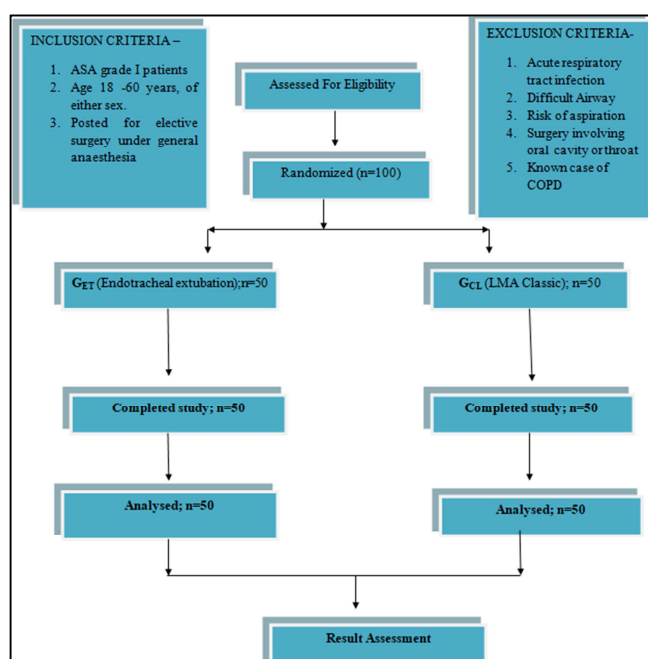 INCLUSION CRITERIA –
1. ASA grade I patients
2. Age 18 -60 years, of
either sex.
3. Posted for elective
surgery under general
anaesthesia
EXCLUSION CRITERIA-
1. Acute respiratory
tract infection
2. Difficult Airway
3. Risk of aspiration
4. Surgery involving
oral cavity or throat
5. Known case of
COPD
Assessed For Eligibility
Randomized (n=100)
GET (Endotracheal extubation);n=50
GCL (LMA Classic); n=50
Completed study; n=50
Completed study; n=50
Analysed; n=50
Analysed; n=50
Result Assessment